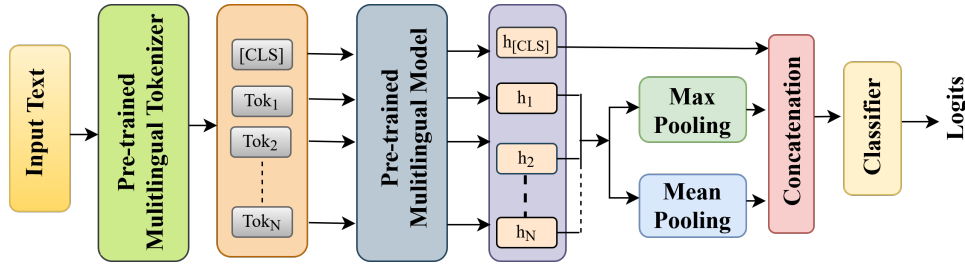 Input Text
Pre-trained
Mulitlingual Tokenizer
[CLS]
Tok1
Tok2
TokN
Pre-trained
Mulitlingual Model
h[CLS]
h1
h2
hN
Max
Pooling
Mean
Pooling
Concatenation
Classifier
Logits